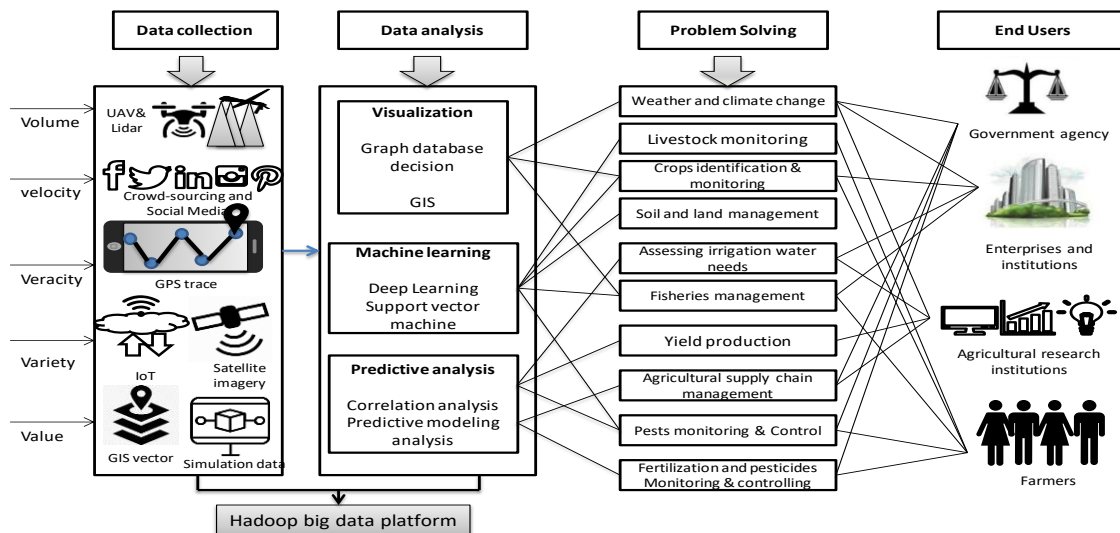 Data collection
Data analysis
Problem Solving
End Users
Volume
velocity
Veracity
Variety
Value
UAV&
Lidar
f
in
Crowd-sourcing and
Social Media
GPS trace
IoT
Satellite
imagery
GIS vector
Simulation data
Visualization
Graph database
decision
GIS
Machine learning
Deep Learning
Support vector
machine
Predictive analysis
Correlation analysis
Predictive modeling
analysis
Hadoop big data platform
Weather and climate change
Livestock monitoring
Crops identification &
monitoring
Soil and land management
Assessing irrigation water
needs
Fisheries management
Yield production
Agricultural supply chain
management
Pests monitoring & Control
Fertilization and pesticides
Monitoring & controlling
Government agency
Enterprises and
institutions
Agricultural research
institutions
Farmers